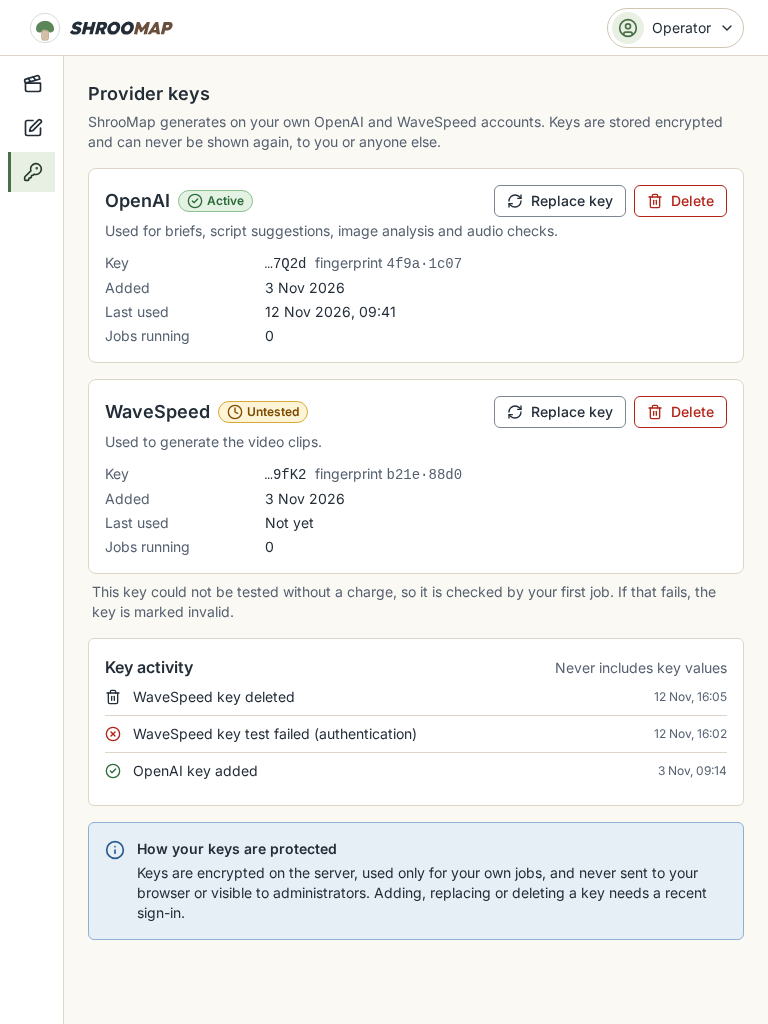 SHROOMAP
Operator
Provider keys
ShrooMap generates on your own OpenAI and WaveSpeed accounts. Keys are stored encrypted
and can never be shown again, to you or anyone else.
OpenAI Active Replace key Delete
Used for briefs, script suggestions, image analysis and audio checks.
Key …7Q2d fingerprint 4f9a·1c07
Added 3 Nov 2026
Last used 12 Nov 2026, 09:41
Jobs running 0
WaveSpeed Untested Replace key Delete
Used to generate the video clips.
Key …9fK2 fingerprint b21e·88d0
Added 3 Nov 2026
Last used Not yet
Jobs running 0
This key could not be tested without a charge, so it is checked by your first job. If that fails, the
key is marked invalid.
Key activity Never includes key values
WaveSpeed key deleted 12 Nov, 16:05
WaveSpeed key test failed (authentication) 12 Nov, 16:02
OpenAI key added 3 Nov, 09:14
How your keys are protected
Keys are encrypted on the server, used only for your own jobs, and never sent to your
browser or visible to administrators. Adding, replacing or deleting a key needs a recent
sign-in.